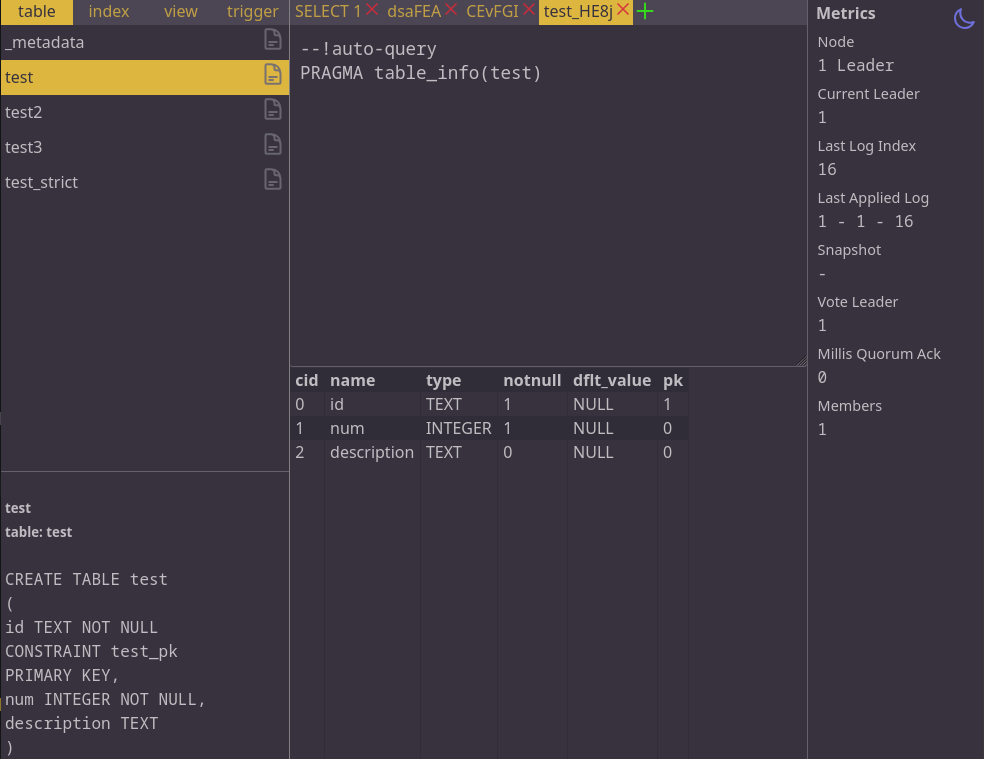 table index view trigger
_metadata
test
test2
test3
test_strict
test
table: test
CREATE TABLE test
(
id TEXT NOT NULL
CONSTRAINT test_pk
PRIMARY KEY,
num INTEGER NOT NULL,
description TEXT
)
SELECT 1 dsaFEA CEvFGI test_HE8j
--!auto-query
PRAGMA table_info(test)
cid name type notnull dflt_value pk
0 id TEXT 1 NULL 1
1 num INTEGER 1 NULL 0
2 description TEXT 0 NULL 0
Metrics
Node
1 Leader
Current Leader
1
Last Log Index
16
Last Applied Log
1 - 1 - 16
Snapshot
-
Vote Leader
1
Millis Quorum Ack
0
Members
1